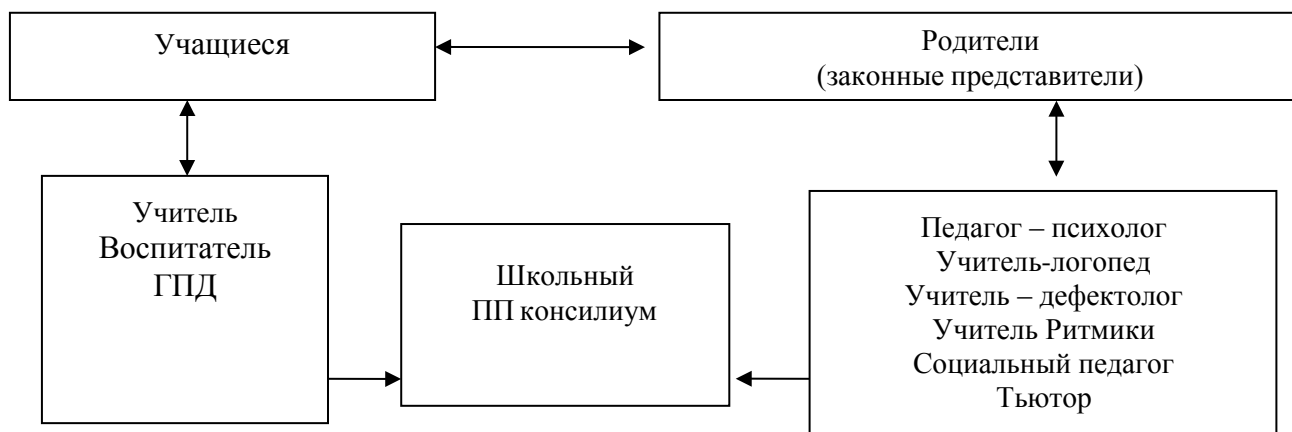 Учащиеся
Родители
(законные представители)
Учитель
Воспитатель
ГПД
Школьный
ПП консилиум
Педагог – психолог
Учитель-логопед
Учитель – дефектолог
Учитель Ритмики
Социальный педагог
Тьютор